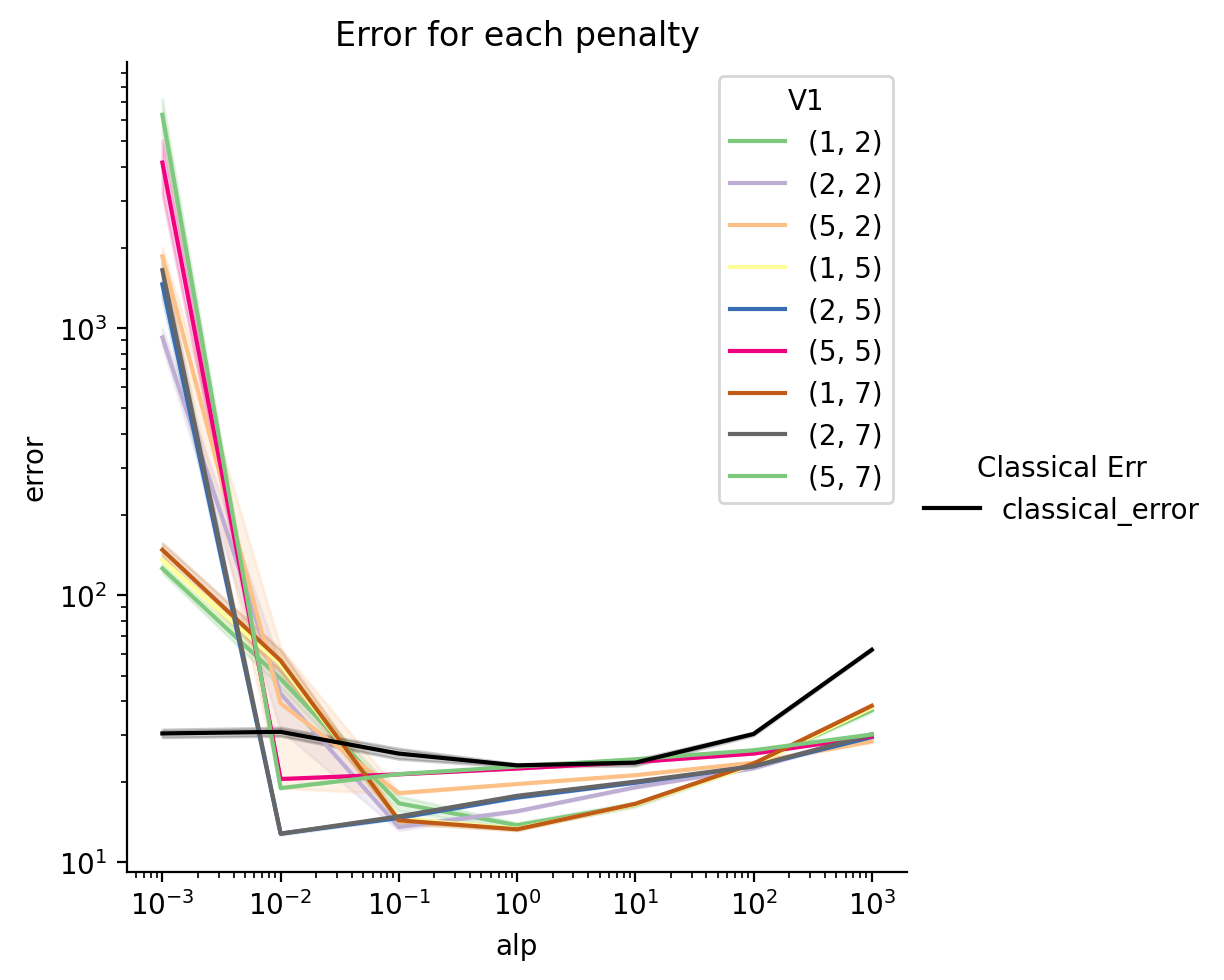 Error for each penalty
V1
(1, 2)
(2, 2)
(5, 2)
(1, 5)
(2, 5)
(5, 5)
(1, 7)
(2, 7)
(5, 7)
Classical Err
classical_error
error
10³
10²
10¹
10⁻³ 10⁻² 10⁻¹ 10⁰ 10¹ 10² 10³
alp